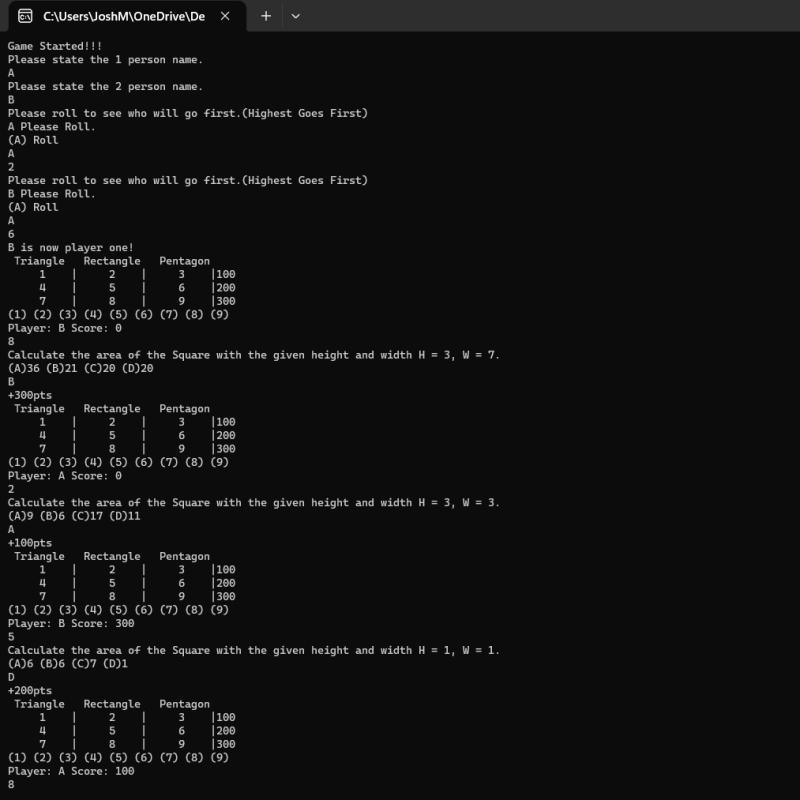 C:\Users\JoshM\OneDrive\De
Game Started!!!
Please state the 1 person name.
A
Please state the 2 person name.
B
Please roll to see who will go first.(Highest Goes First)
A Please Roll.
(A) Roll
A
2
Please roll to see who will go first.(Highest Goes First)
B Please Roll.
(A) Roll
A
6
B is now player one!
Triangle Rectangle Pentagon
1 | 2 | 3 |100
4 | 5 | 6 |200
7 | 8 | 9 |300
(1) (2) (3) (4) (5) (6) (7) (8) (9)
Player: B Score: 0
8
Calculate the area of the Square with the given height and width H = 3, W = 7.
(A)36 (B)21 (C)20 (D)20
B
+300pts
Triangle Rectangle Pentagon
1 | 2 | 3 |100
4 | 5 | 6 |200
7 | 8 | 9 |300
(1) (2) (3) (4) (5) (6) (7) (8) (9)
Player: A Score: 0
2
Calculate the area of the Square with the given height and width H = 3, W = 3.
(A)9 (B)6 (C)17 (D)11
A
+100pts
Triangle Rectangle Pentagon
1 | 2 | 3 |100
4 | 5 | 6 |200
7 | 8 | 9 |300
(1) (2) (3) (4) (5) (6) (7) (8) (9)
Player: B Score: 300
5
Calculate the area of the Square with the given height and width H = 1, W = 1.
(A)6 (B)6 (C)7 (D)1
D
+200pts
Triangle Rectangle Pentagon
1 | 2 | 3 |100
4 | 5 | 6 |200
7 | 8 | 9 |300
(1) (2) (3) (4) (5) (6) (7) (8) (9)
Player: A Score: 100
8